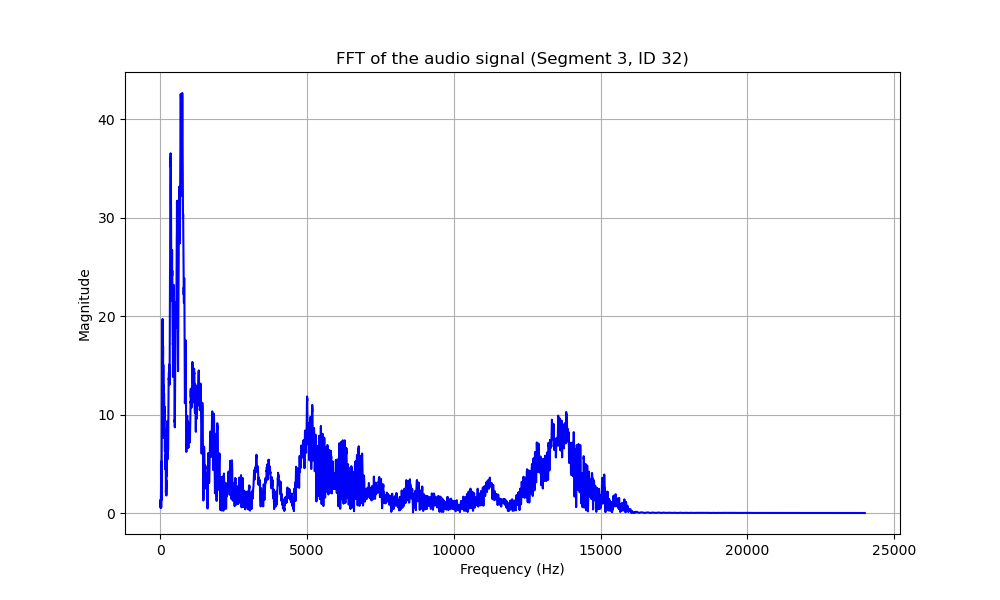 FFT of the audio signal (Segment 3, ID 32)
Magnitude
40
30
20
10
0
0 5000 10000 15000 20000 25000
Frequency (Hz)